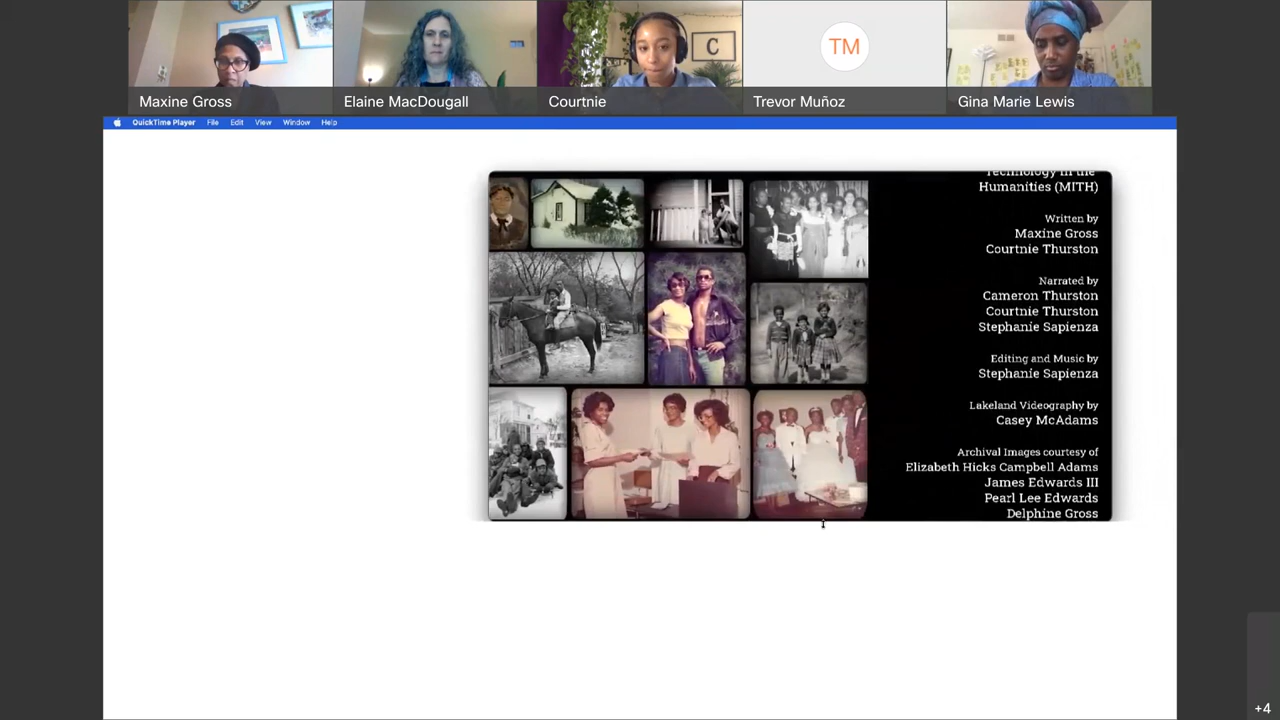 Maxine Gross
Elaine MacDougall
C
Courtnie
TM
Trevor Muñoz
Gina Marie Lewis
QuickTime Player File Edit View Window Help
Technology in the
Humanities (MITH)
Written by
Maxine Gross
Courtnie Thurston
Narrated by
Cameron Thurston
Courtnie Thurston
Stephanie Sapienza
Editing and Music by
Stephanie Sapienza
Lakeland Videography by
Casey McAdams
Archival Images courtesy of
Elizabeth Hicks Campbell Adams
James Edwards III
Pearl Lee Edwards
Delphine Gross
+4